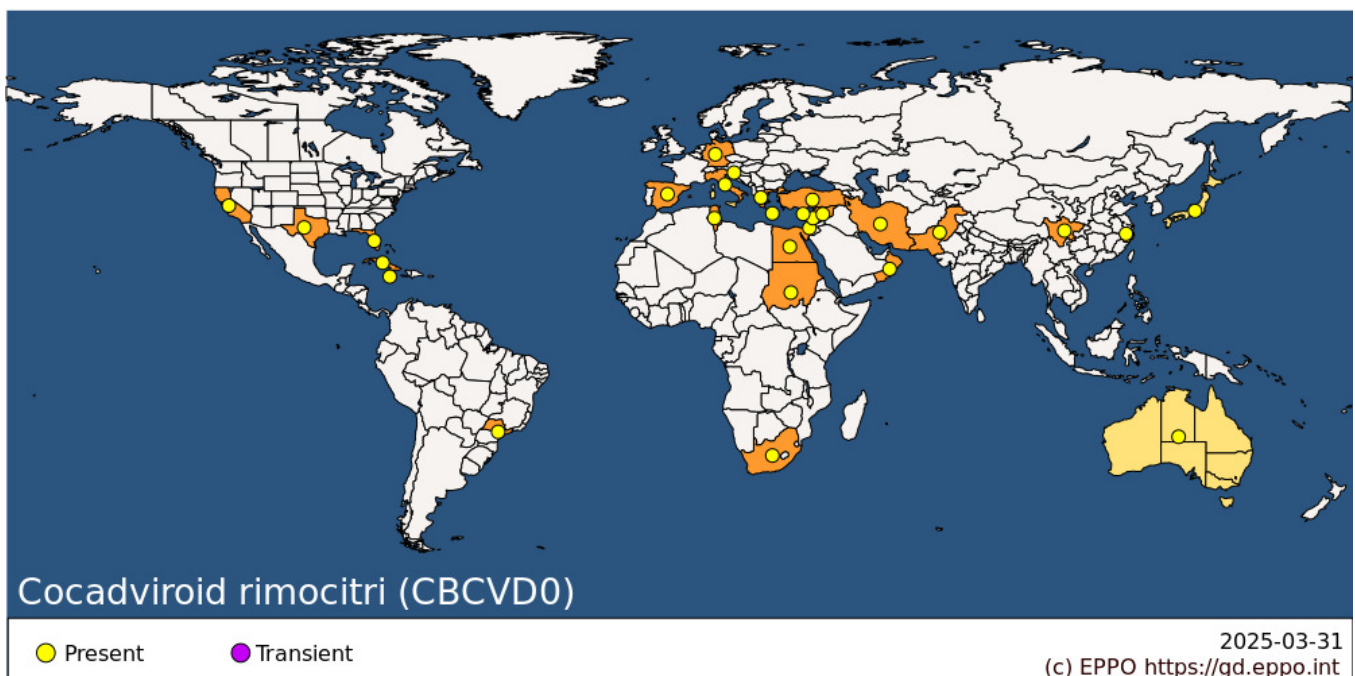 Cocadviroid rimocitri (CBCVD0)
Present
Transient
2025-03-31
(c) EPPO https://gd.eppo.int